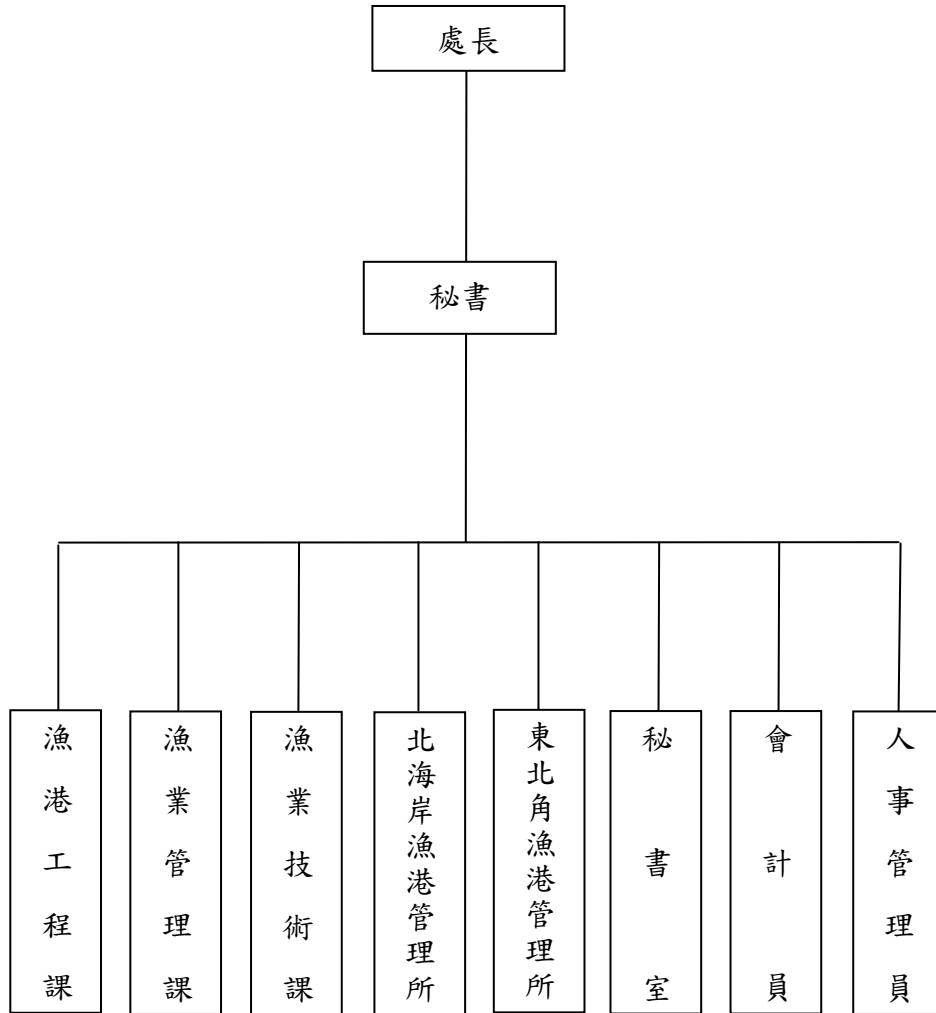 處長
秘書
漁港工程課
漁業管理課
漁業技術課
北海岸漁港管理所
東北角漁港管理所
秘書室
會計員
人事管理員